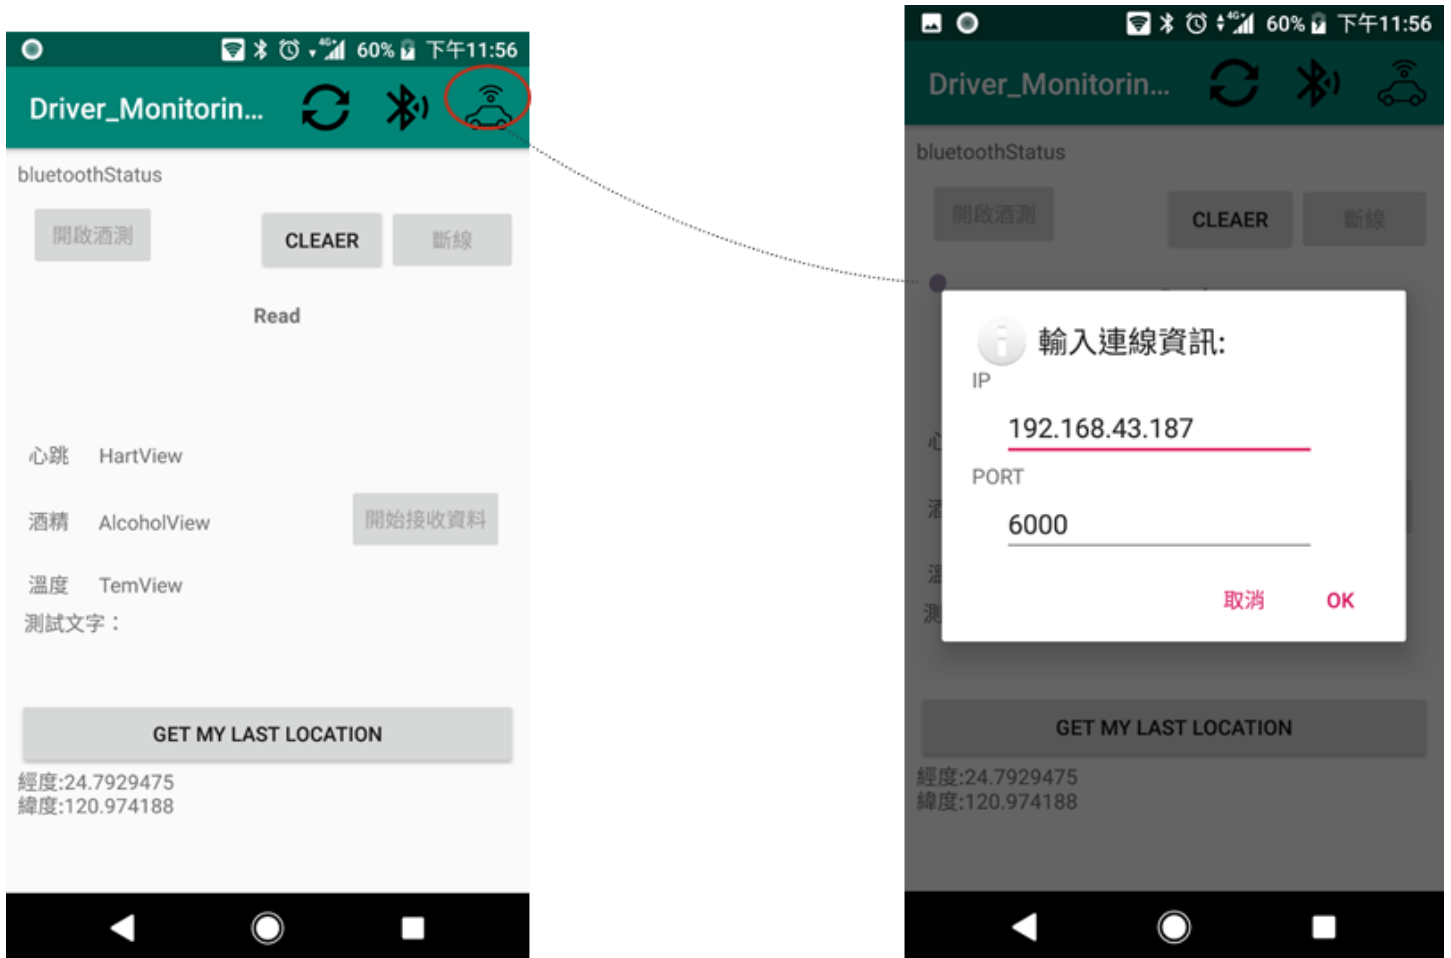 4G
60%
下午11:56
Driver_Monitorin...
bluetoothStatus
開啟酒測
CLEAER
斷線
Read
心跳
HartView
酒精
AlcoholView
開始接收資料
溫度
TemView
測試文字：
GET MY LAST LOCATION
經度:24.7929475
緯度:120.974188
4G
60%
下午11:56
Driver_Monitorin...
bluetoothStatus
開啟酒測
CLEAER
斷線
輸入連線資訊:
IP
192.168.43.187
PORT
6000
取消
OK
GET MY LAST LOCATION
經度:24.7929475
緯度:120.974188